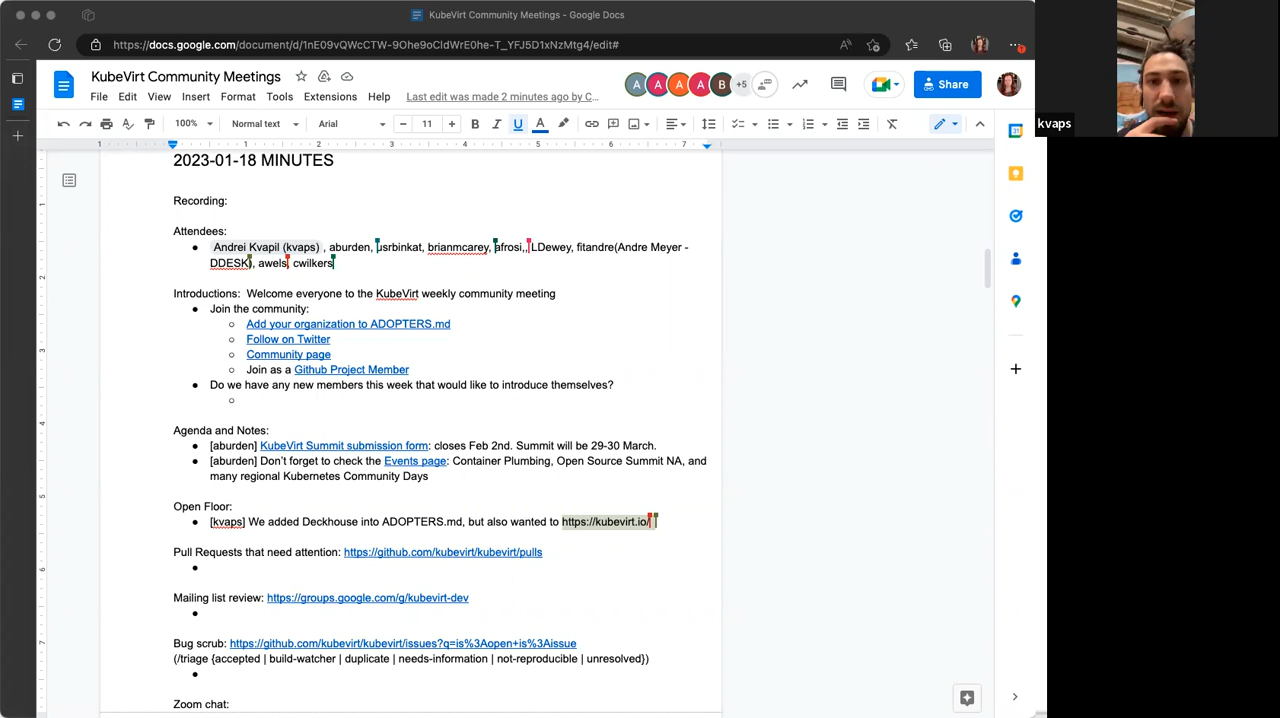 KubeVirt Community Meetings - Google Docs
https://docs.google.com/document/d/1nE09vQWcCTW-9Ohe9oCldWrE0he-T_YFJ5D1xNzMtg4/edit#
KubeVirt Community Meetings
A A A A B +5
Share
File Edit View Insert Format Tools Extensions Help Last edit was made 2 minutes ago by C...
100% Normal text Arial 11 B I U A
1 1 2 3 4 5 6 7
2023-01-18 MINUTES
kvaps
Recording:
Attendees:
● Andrei Kvapil (kvaps) , aburden, usrbinkat, brianmcarey, afrosi,,LDewey, fitandre(Andre Meyer -
DDESK), awels, cwilkers
Introductions: Welcome everyone to the KubeVirt weekly community meeting
● Join the community:
○ Add your organization to ADOPTERS.md
○ Follow on Twitter
○ Community page
○ Join as a Github Project Member
● Do we have any new members this week that would like to introduce themselves?
○
Agenda and Notes:
● [aburden] KubeVirt Summit submission form: closes Feb 2nd. Summit will be 29-30 March.
● [aburden] Don't forget to check the Events page: Container Plumbing, Open Source Summit NA, and
many regional Kubernetes Community Days
Open Floor:
● [kvaps] We added Deckhouse into ADOPTERS.md, but also wanted to https://kubevirt.io/
Pull Requests that need attention: https://github.com/kubevirt/kubevirt/pulls
●
Mailing list review: https://groups.google.com/g/kubevirt-dev
●
Bug scrub: https://github.com/kubevirt/kubevirt/issues?q=is%3Aopen+is%3Aissue
(/triage {accepted | build-watcher | duplicate | needs-information | not-reproducible | unresolved})
●
Zoom chat: